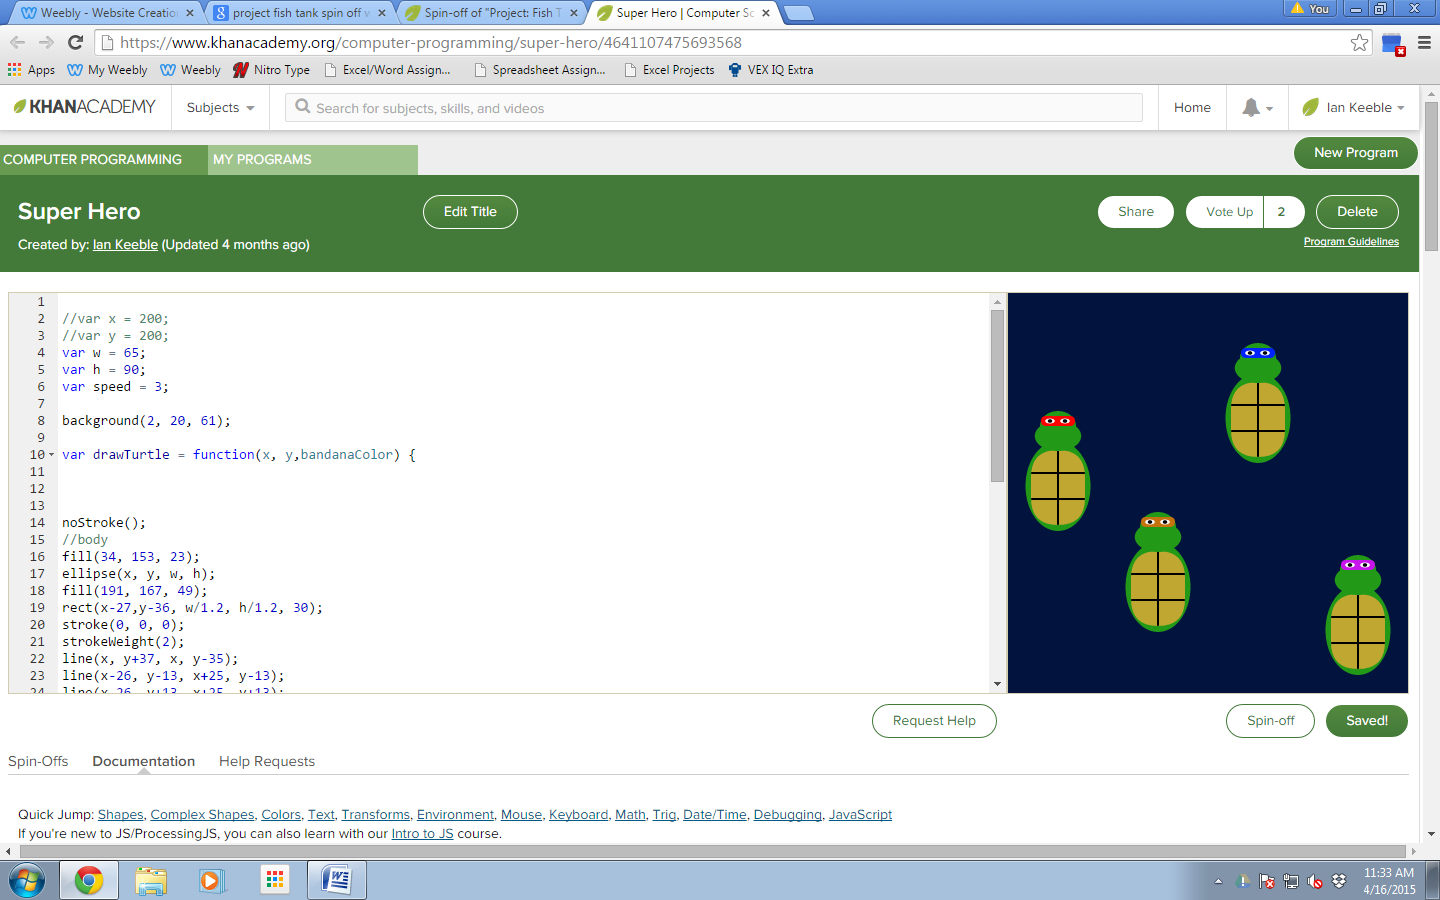 Weebly - Website Creation
project fish tank spin off w
Spin-off of "Project: Fish T
Super Hero | Computer Sc
You
https://www.khanacademy.org/computer-programming/super-hero/4641107475693568
Apps My Weebly Weebly Nitro Type Excel/Word Assign... Spreadsheet Assign... Excel Projects VEX IQ Extra
KHANACADEMY Subjects Search for subjects, skills, and videos Home Ian Keeble
COMPUTER PROGRAMMING MY PROGRAMS New Program
Super Hero Edit Title Share Vote Up 2 Delete
Created by: Ian Keeble (Updated 4 months ago) Program Guidelines
1
2 //var x = 200;
3 //var y = 200;
4 var w = 65;
5 var h = 90;
6 var speed = 3;
7
8 background(2, 20, 61);
9
10 var drawTurtle = function(x, y,bandanaColor) {
11
12
13
14 noStroke();
15 //body
16 fill(34, 153, 23);
17 ellipse(x, y, w, h);
18 fill(191, 167, 49);
19 rect(x-27,y-36, w/1.2, h/1.2, 30);
20 stroke(0, 0, 0);
21 strokeWeight(2);
22 line(x, y+37, x, y-35);
23 line(x-26, y-13, x+25, y-13);
24 line(x-26, y+13, x+25, y+13);
Request Help Spin-off Saved!
Spin-Offs Documentation Help Requests
Quick Jump: Shapes, Complex Shapes, Colors, Text, Transforms, Environment, Mouse, Keyboard, Math, Trig, Date/Time, Debugging, JavaScript
If you're new to JS/ProcessingJS, you can also learn with our Intro to JS course.
11:33 AM
4/16/2015